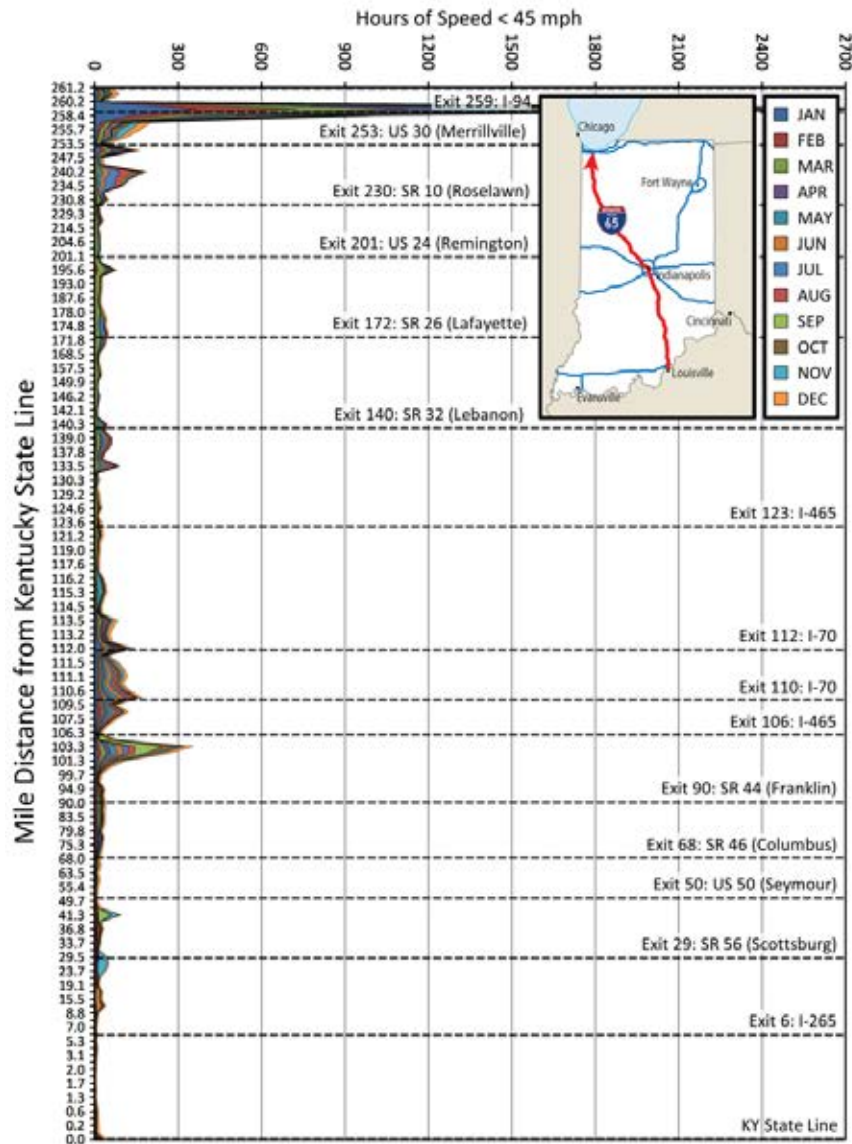 Hours of Speed < 45 mph
0 300 600 900 1200 1500 1800 2100 2400 2700
Mile Distance from Kentucky State Line
261.2
260.2
258.4
255.7
253.5
247.5
240.2
234.5
230.8
229.3
214.5
204.6
201.1
195.6
193.0
187.6
178.0
174.8
171.8
168.5
157.5
149.9
146.2
142.1
140.3
139.0
137.8
133.5
130.3
129.2
124.6
123.6
121.2
119.0
117.6
116.2
115.3
114.5
113.5
113.2
112.0
111.5
111.1
110.6
109.5
107.5
106.3
103.3
101.3
99.7
94.9
90.0
83.5
79.8
75.3
68.0
63.5
55.4
49.7
41.3
36.8
33.7
29.5
23.7
19.1
15.5
8.8
7.0
5.3
3.1
2.0
1.7
1.3
0.6
0.2
0.0
Exit 259: I-94
Exit 253: US 30 (Merrillville)
Exit 230: SR 10 (Roselawn)
Exit 201: US 24 (Remington)
Exit 172: SR 26 (Lafayette)
Exit 140: SR 32 (Lebanon)
Exit 123: I-465
Exit 112: I-70
Exit 110: I-70
Exit 106: I-465
Exit 90: SR 44 (Franklin)
Exit 68: SR 46 (Columbus)
Exit 50: US 50 (Seymour)
Exit 29: SR 56 (Scottsburg)
Exit 6: I-265
KY State Line
Chicago
Fort Wayne
65
Indianapolis
Cincinnati
Louisville
Evansville
JAN
FEB
MAR
APR
MAY
JUN
JUL
AUG
SEP
OCT
NOV
DEC